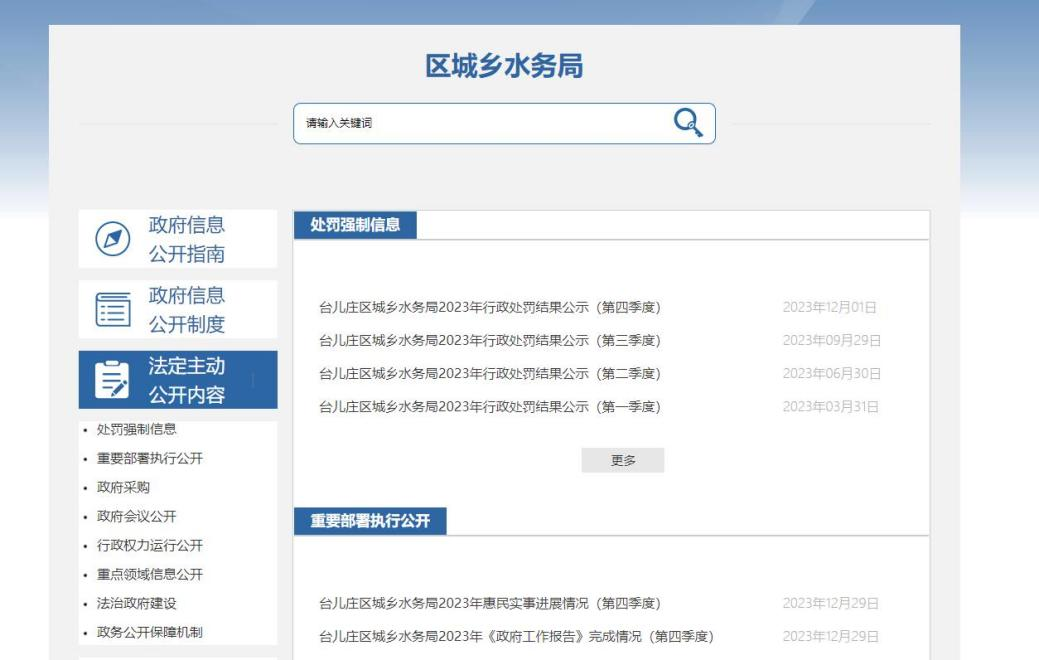 区城乡水务局
请输入关键词
政府信息
公开指南
政府信息
公开制度
法定主动
公开内容
• 处罚强制信息
• 重要部署执行公开
• 政府采购
• 政府会议公开
• 行政权力运行公开
• 重点领域信息公开
• 法治政府建设
• 政务公开保障机制
处罚强制信息
台儿庄区城乡水务局2023年行政处罚结果公示（第四季度） 2023年12月01日
台儿庄区城乡水务局2023年行政处罚结果公示（第三季度） 2023年09月29日
台儿庄区城乡水务局2023年行政处罚结果公示（第二季度） 2023年06月30日
台儿庄区城乡水务局2023年行政处罚结果公示（第一季度） 2023年03月31日
更多
重要部署执行公开
台儿庄区城乡水务局2023年惠民实事进展情况（第四季度） 2023年12月29日
台儿庄区城乡水务局2023年《政府工作报告》完成情况（第四季度） 2023年12月29日